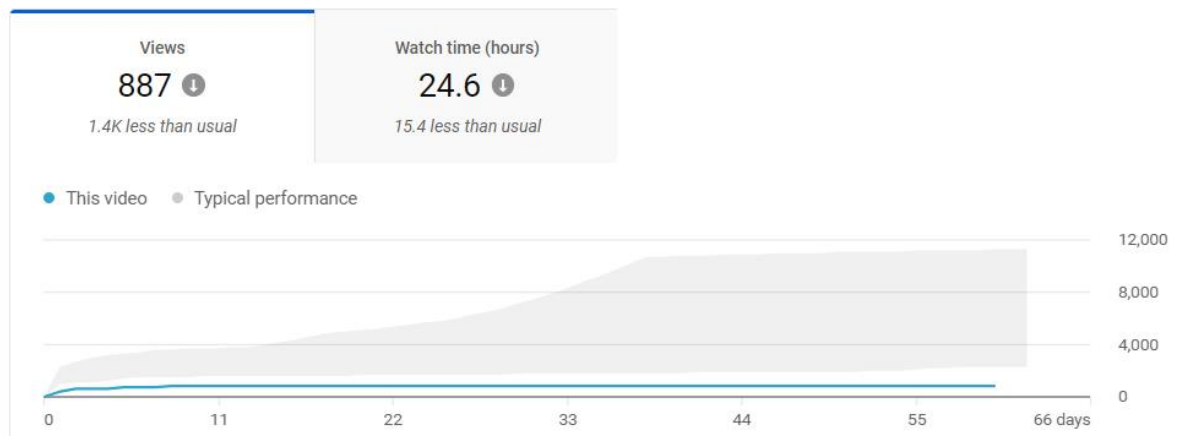 Views
887
1.4K less than usual
Watch time (hours)
24.6
15.4 less than usual
This video
Typical performance
12,000
8,000
4,000
0
0 11 22 33 44 55 66 days